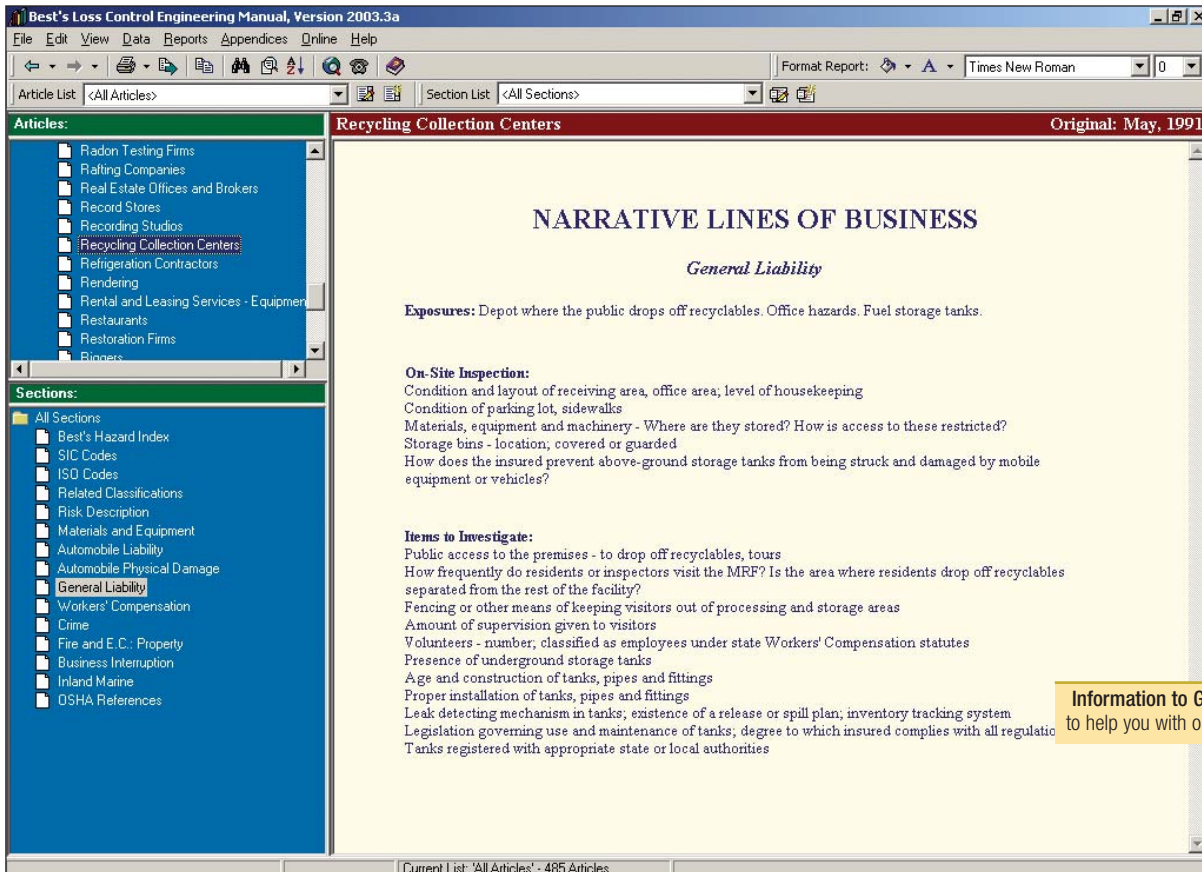 Best's Loss Control Engineering Manual, Version 2003.3a
File Edit View Data Reports Appendices Online Help
Format Report: A Times New Roman 0
Article List <All Articles> Section List <All Sections>
Articles:
Radon Testing Firms
Rafting Companies
Real Estate Offices and Brokers
Record Stores
Recording Studios
Recycling Collection Centers
Refrigeration Contractors
Rendering
Rental and Leasing Services - Equipmen
Restaurants
Restoration Firms
Riggers
Sections:
All Sections
Best's Hazard Index
SIC Codes
ISO Codes
Related Classifications
Risk Description
Materials and Equipment
Automobile Liability
Automobile Physical Damage
General Liability
Workers' Compensation
Crime
Fire and E.C.: Property
Business Interruption
Inland Marine
OSHA References
Recycling Collection Centers Original: May, 1991
NARRATIVE LINES OF BUSINESS
General Liability
Exposures: Depot where the public drops off recyclables. Office hazards. Fuel storage tanks.
On-Site Inspection:
Condition and layout of receiving area, office area; level of housekeeping
Condition of parking lot, sidewalks
Materials, equipment and machinery - Where are they stored? How is access to these restricted?
Storage bins - location; covered or guarded
How does the insured prevent above-ground storage tanks from being struck and damaged by mobile
equipment or vehicles?
Items to Investigate:
Public access to the premises - to drop off recyclables, tours
How frequently do residents or inspectors visit the MRF? Is the area where residents drop off recyclables
separated from the rest of the facility?
Fencing or other means of keeping visitors out of processing and storage areas
Amount of supervision given to visitors
Volunteers - number; classified as employees under state Workers' Compensation statutes
Presence of underground storage tanks
Age and construction of tanks, pipes and fittings
Proper installation of tanks, pipes and fittings
Leak detecting mechanism in tanks; existence of a release or spill plan; inventory tracking system
Legislation governing use and maintenance of tanks; degree to which insured complies with all regulatio
Tanks registered with appropriate state or local authorities
Information to G
to help you with o
Current List: 'All Articles' - 485 Articles